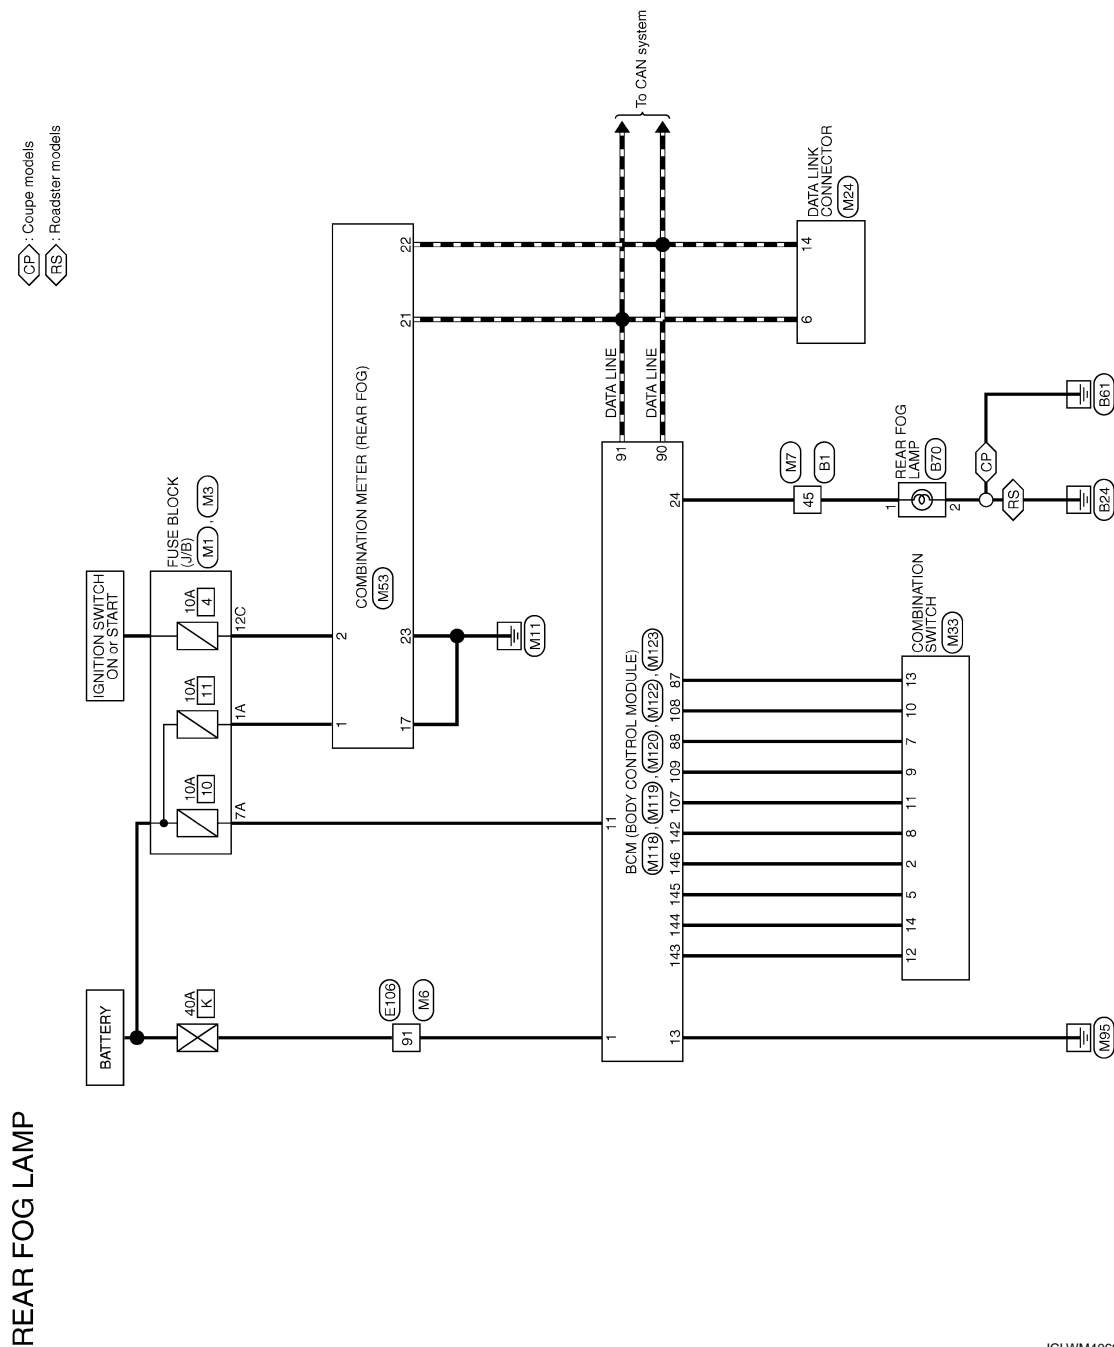 REAR FOG LAMP
CP : Coupe models
RS : Roadster models
BATTERY
IGNITION SWITCH
ON or START
40A
K
FUSE BLOCK
(J/B)
M1 , M3
10A
10
10A
11
10A
4
7A
1A
12C
E106
M6
91
1
2
COMBINATION METER (REAR FOG)
M53
17
23
21
22
M11
1
11
BCM (BODY CONTROL MODULE)
M118 , M119 , M120 , M122 , M123
91
90
DATA LINE
DATA LINE
To CAN system
13
143
144
145
146
142
107
109
88
108
87
24
M7
B1
45
DATA LINK
CONNECTOR
M24
6
14
12
14
5
2
8
11
9
7
10
13
COMBINATION
SWITCH
M33
REAR FOG
LAMP
B70
1
2
CP
RS
M95
B24
B61